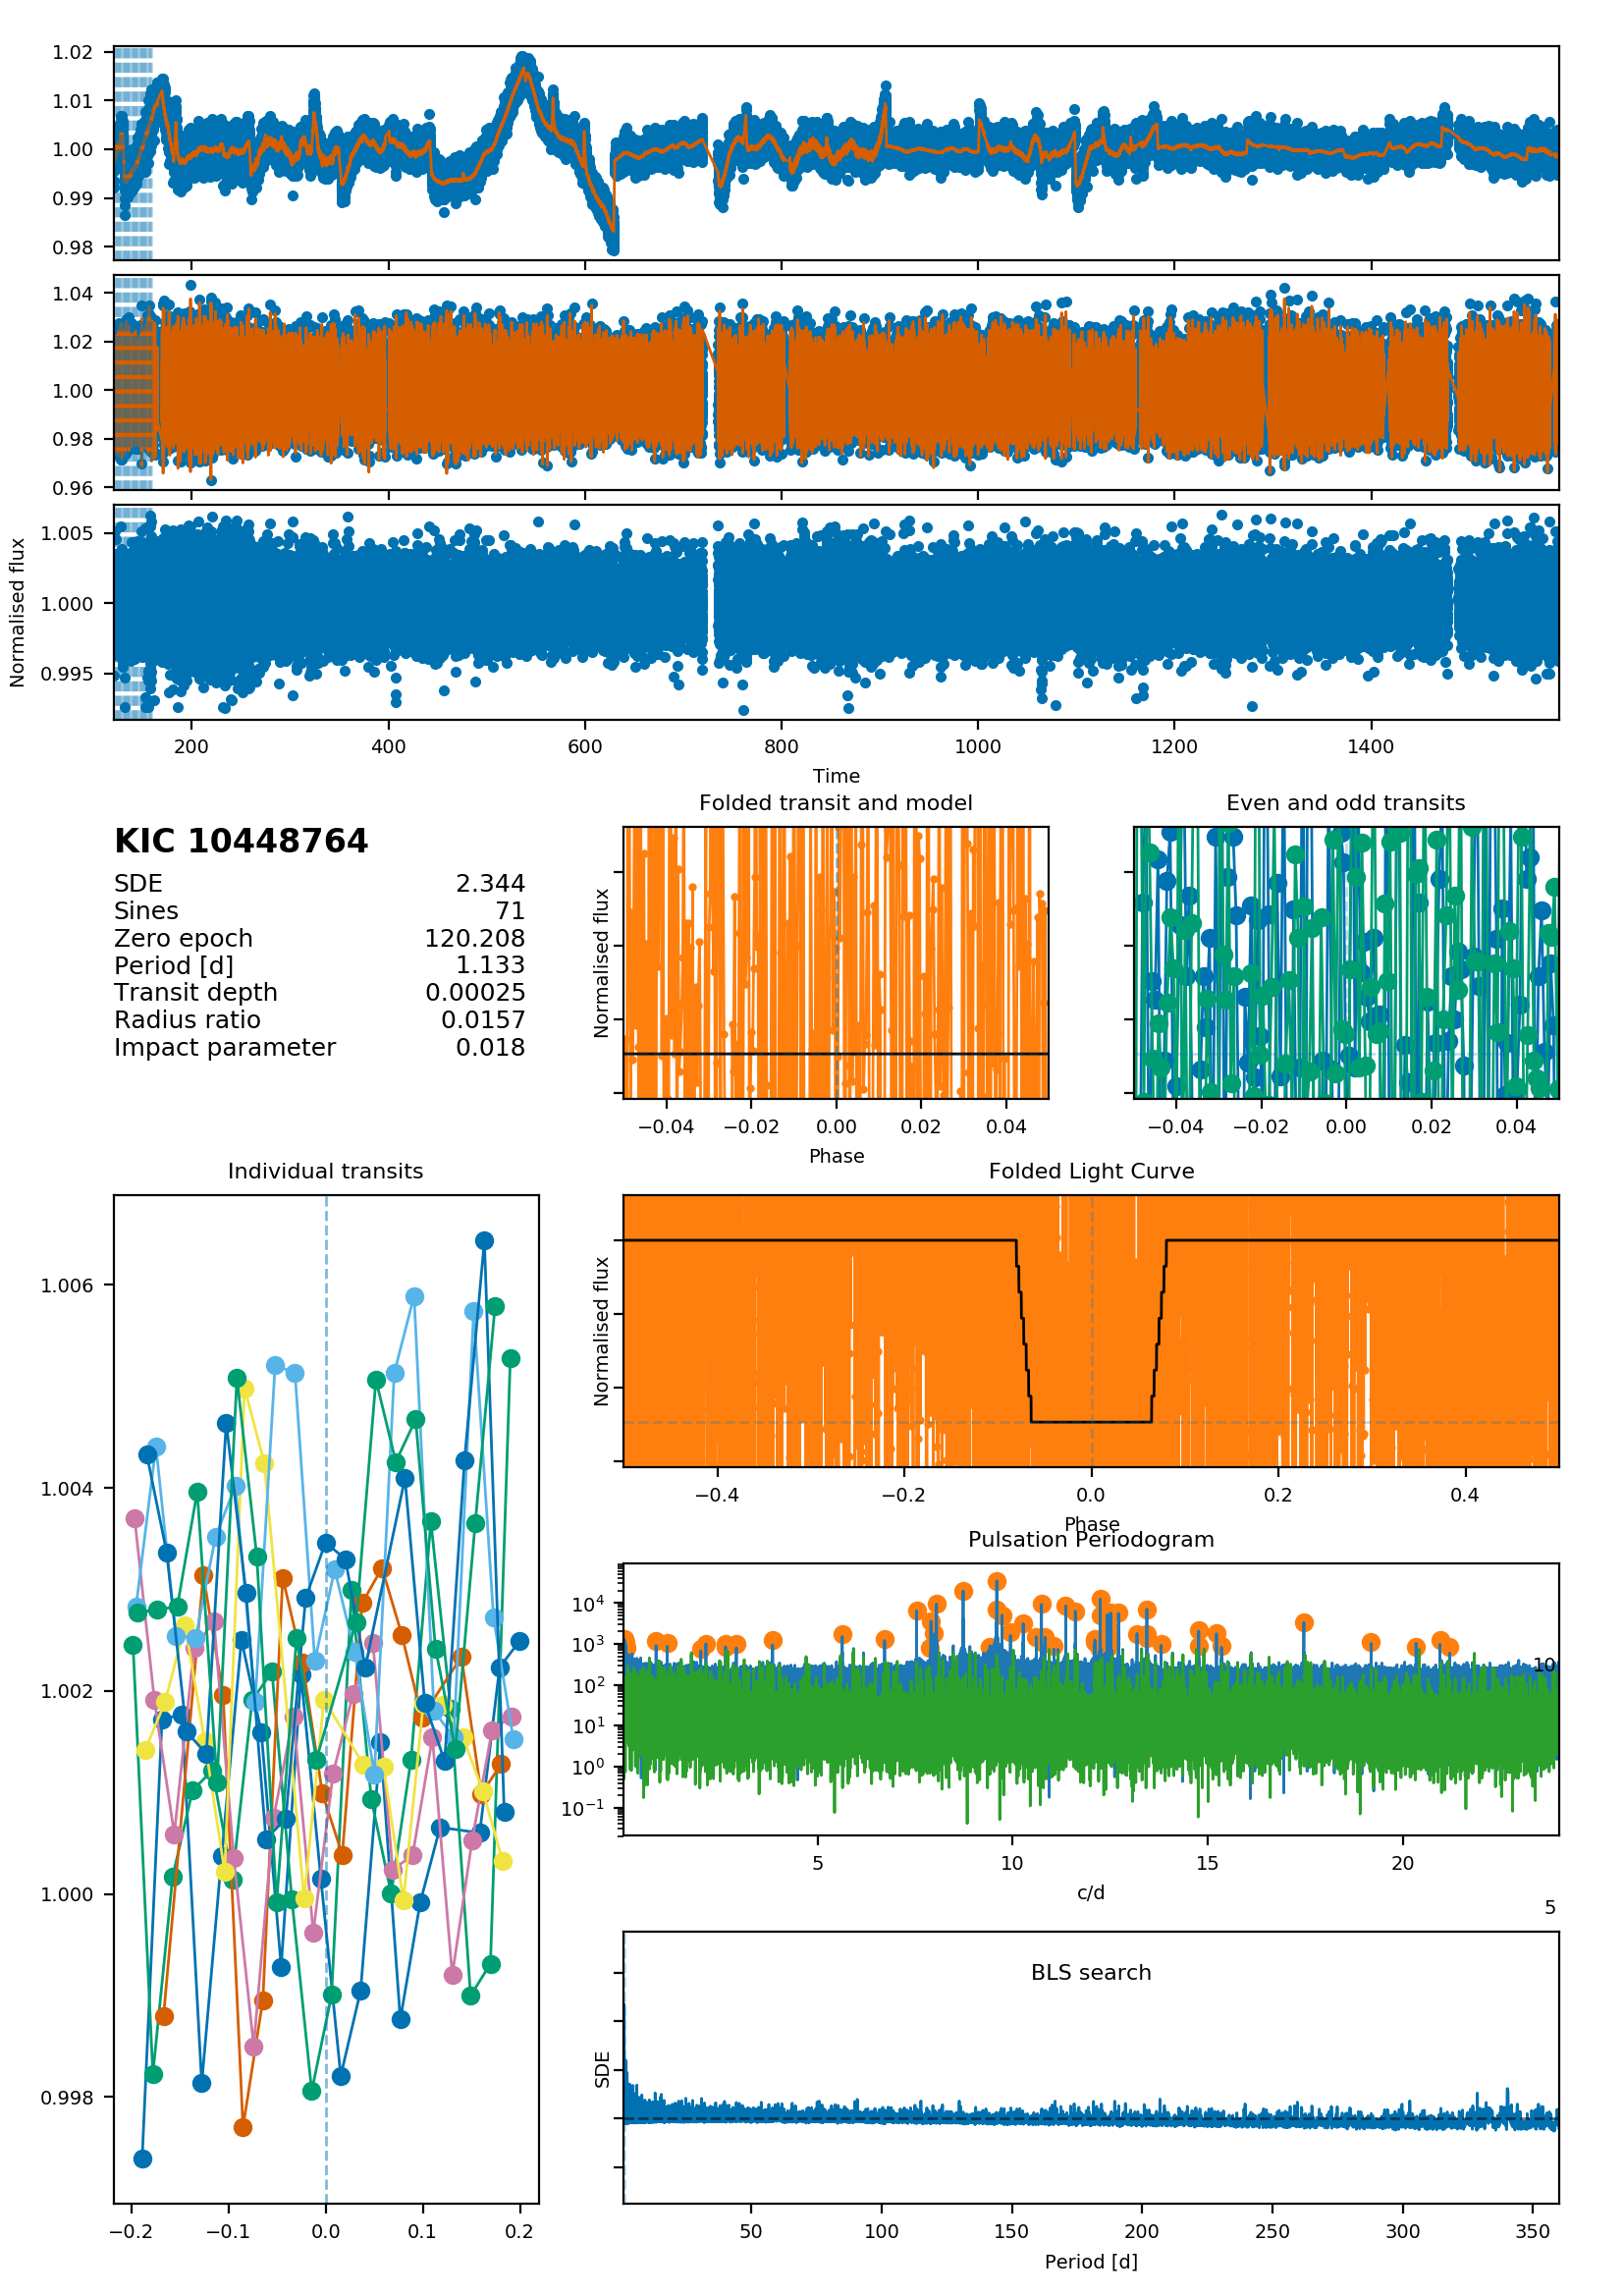 1.02
1.01
1.00
0.99
0.98
1.04
1.02
1.00
0.98
0.96
1.005
1.000
0.995
Normalised flux
200 400 600 800 1000 1200 1400
Time
KIC 10448764
SDE 2.344
Sines 71
Zero epoch 120.208
Period [d] 1.133
Transit depth 0.00025
Radius ratio 0.0157
Impact parameter 0.018
Folded transit and model
Normalised flux
−0.04 −0.02 0.00 0.02 0.04
Phase
Even and odd transits
−0.04 −0.02 0.00 0.02 0.04
Individual transits
1.006
1.004
1.002
1.000
0.998
−0.2 −0.1 0.0 0.1 0.2
Folded Light Curve
Normalised flux
−0.4 −0.2 0.0 0.2 0.4
Phase
Pulsation Periodogram
10⁴
10³
10²
10¹
10⁰
10⁻¹
10
5 10 15 20
c/d
5
BLS search
SDE
50 100 150 200 250 300 350
Period [d]